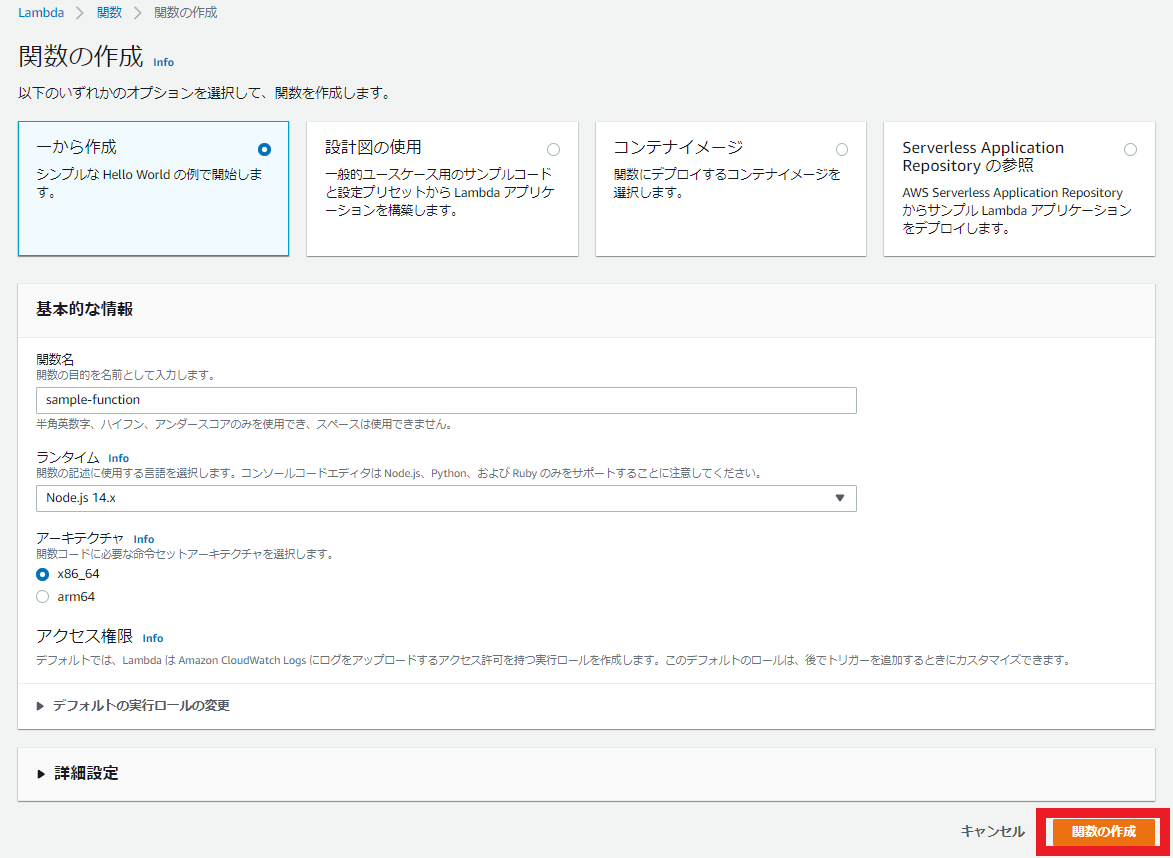 Lambda > 関数 > 関数の作成
関数の作成 Info
以下のいずれかのオプションを選択して、関数を作成します。
一から作成
シンプルな Hello World の例で開始しま
す。
設計図の使用
一般的ユースケース用のサンプルコード
と設定プリセットから Lambda アプリケ
ーションを構築します。
コンテナイメージ
関数にデプロイするコンテナイメージを
選択します。
Serverless Application
Repository の参照
AWS Serverless Application Repository
からサンプル Lambda アプリケーション
をデプロイします。
基本的な情報
関数名
関数の目的を名前として入力します。
sample-function
半角英数字、ハイフン、アンダースコアのみを使用でき、スペースは使用できません。
ランタイム Info
関数の記述に使用する言語を選択します。コンソールコードエディタは Node.js、Python、および Ruby のみをサポートすることに注意してください。
Node.js 14.x
アーキテクチャ Info
関数コードに必要な命令セットアーキテクチャを選択します。
x86_64
arm64
アクセス権限 Info
デフォルトでは、Lambda は Amazon CloudWatch Logs にログをアップロードするアクセス許可を持つ実行ロールを作成します。このデフォルトのロールは、後でトリガーを追加するときにカスタマイズできます。
デフォルトの実行ロールの変更
詳細設定
キャンセル
関数の作成